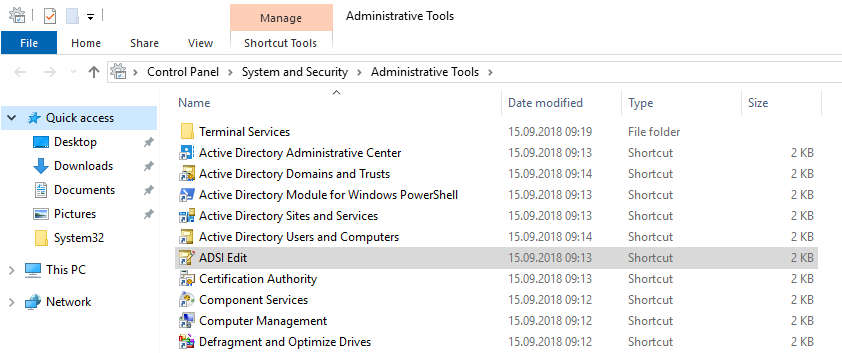 Manage
Administrative Tools
File
Home
Share
View
Shortcut Tools
Control Panel
System and Security
Administrative Tools
Name
Date modified
Type
Size
Quick access
Desktop
Downloads
Documents
Pictures
System32
This PC
Network
Terminal Services 15.09.2018 09:19 File folder
Active Directory Administrative Center 15.09.2018 09:13 Shortcut 2 KB
Active Directory Domains and Trusts 15.09.2018 09:14 Shortcut 2 KB
Active Directory Module for Windows PowerShell 15.09.2018 09:13 Shortcut 2 KB
Active Directory Sites and Services 15.09.2018 09:13 Shortcut 2 KB
Active Directory Users and Computers 15.09.2018 09:14 Shortcut 2 KB
ADSI Edit 15.09.2018 09:13 Shortcut 2 KB
Certification Authority 15.09.2018 09:13 Shortcut 2 KB
Component Services 15.09.2018 09:12 Shortcut 2 KB
Computer Management 15.09.2018 09:12 Shortcut 2 KB
Defragment and Optimize Drives 15.09.2018 09:12 Shortcut 2 KB